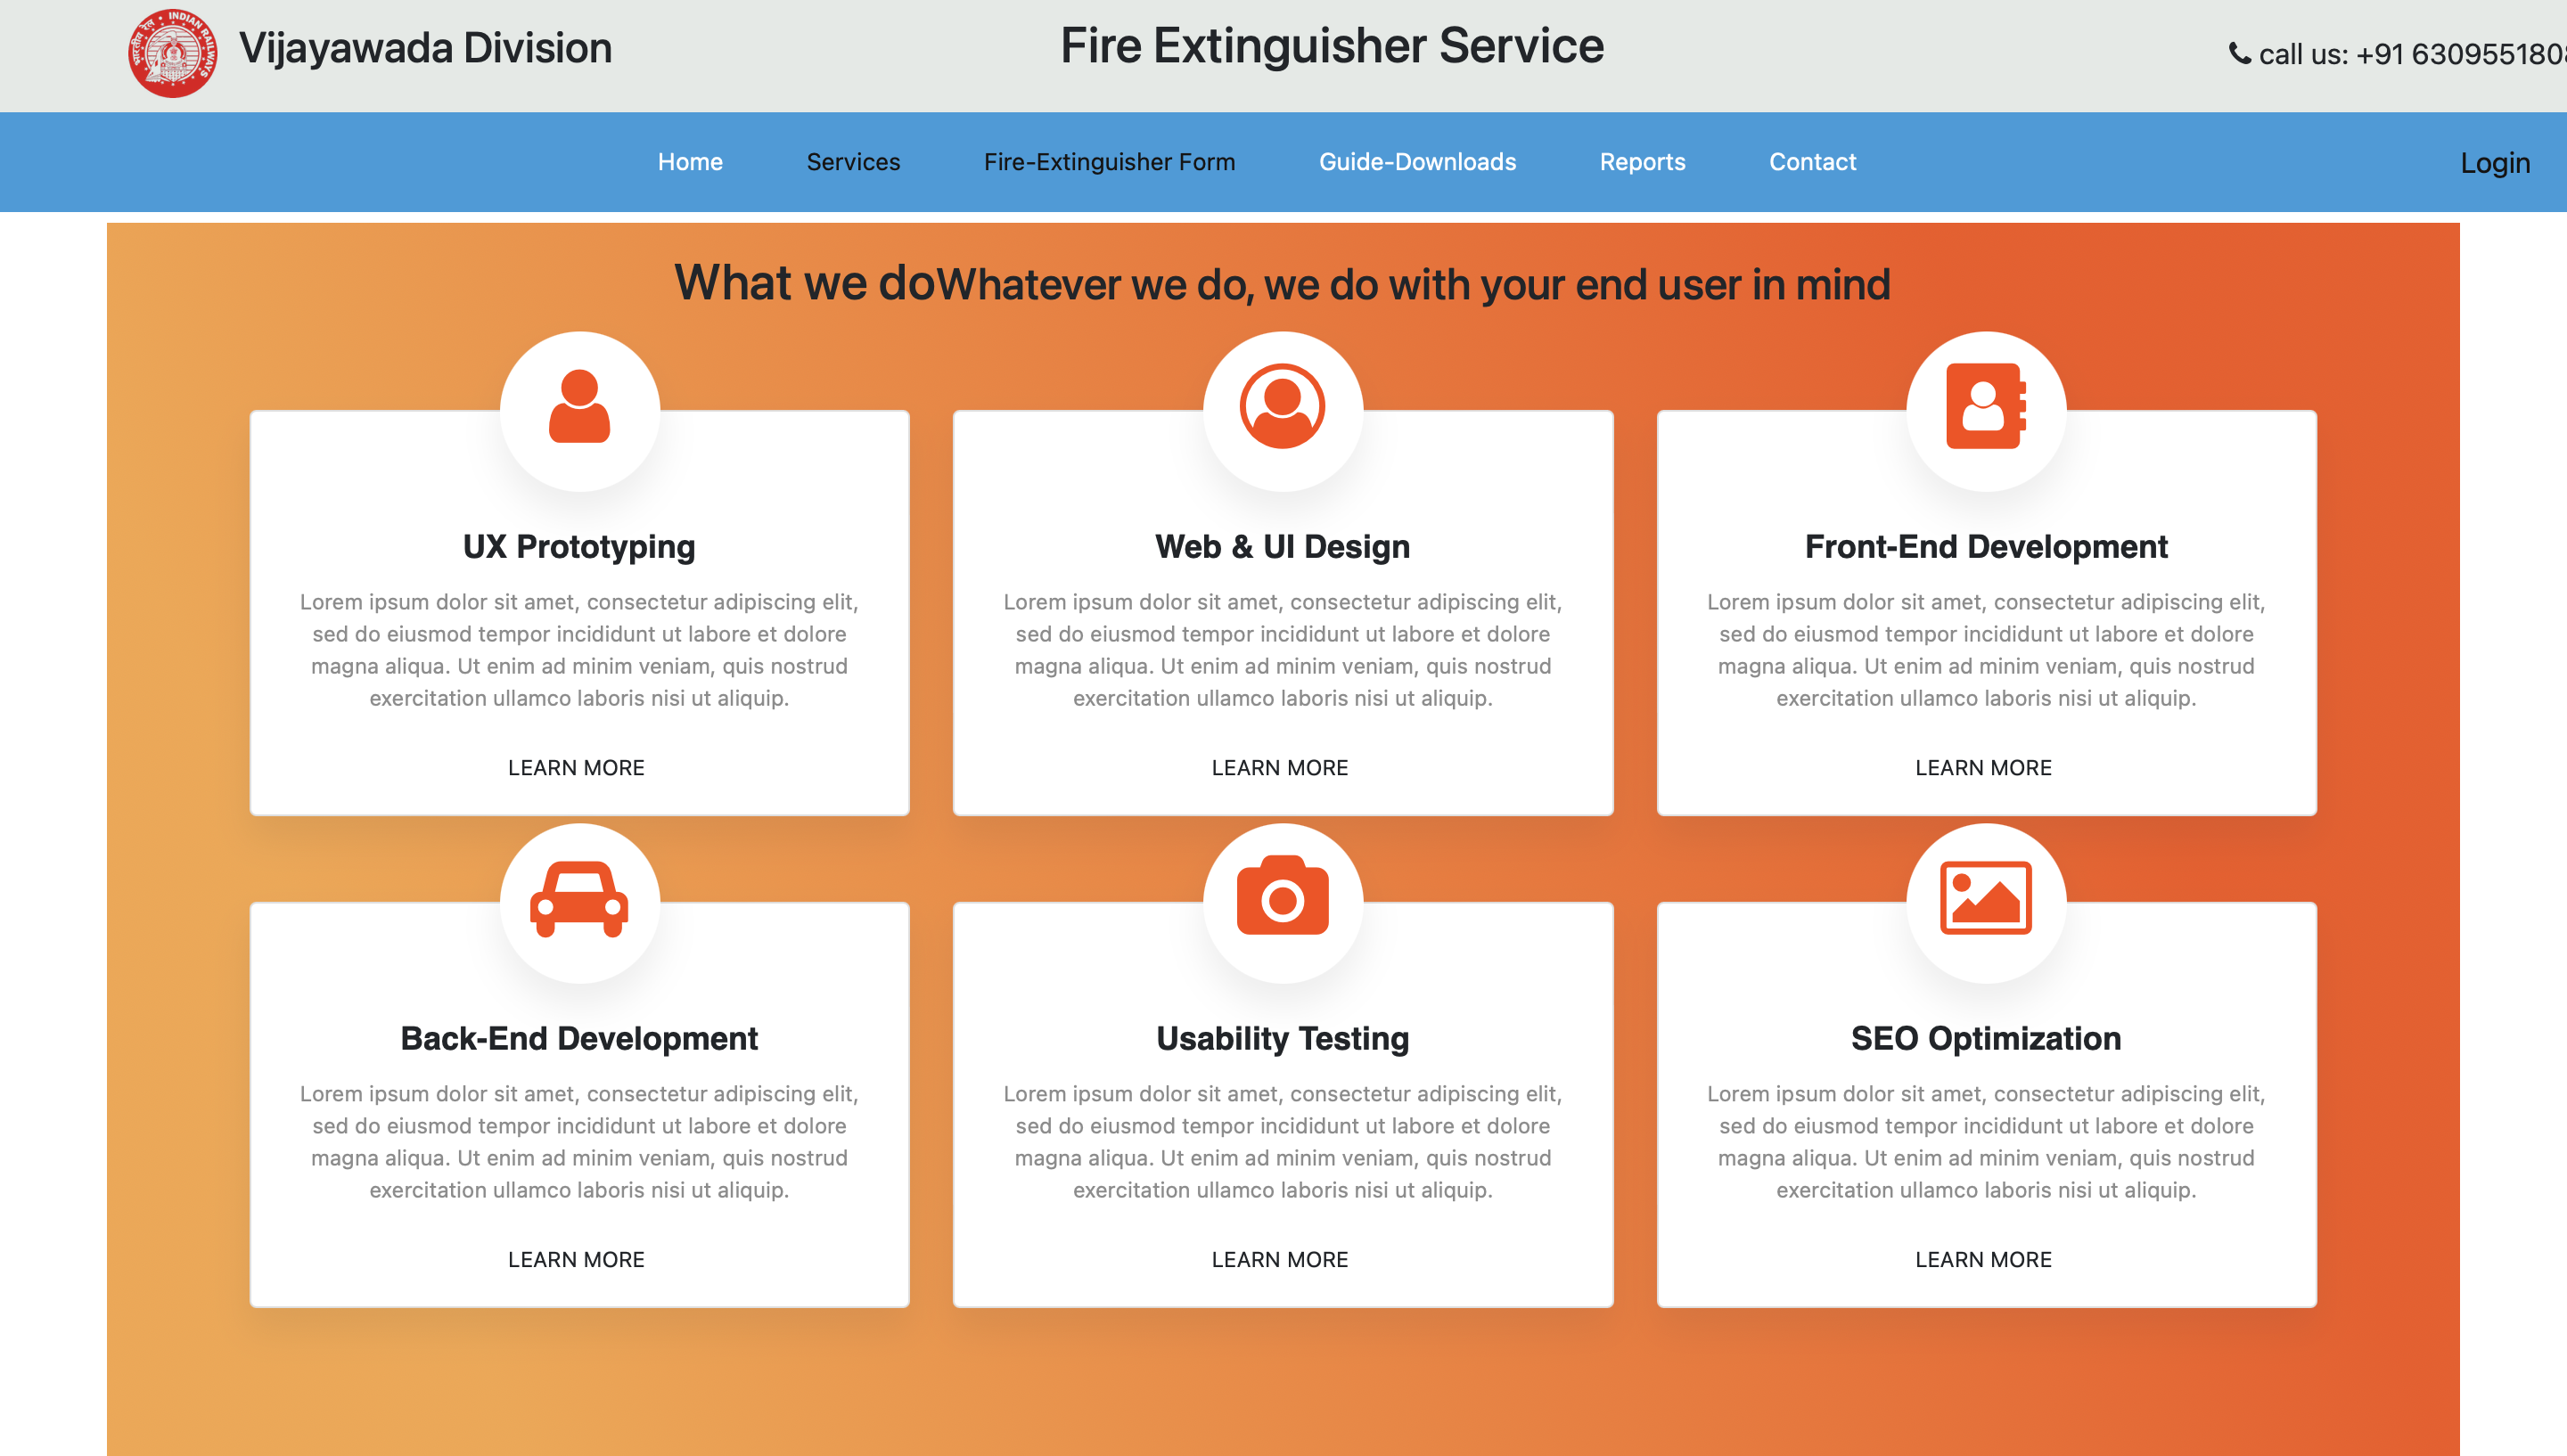 INDIAN RAILWAYS
भारतीय रेल
Vijayawada Division
Fire Extinguisher Service
call us: +91 630955180
Home Services Fire-Extinguisher Form Guide-Downloads Reports Contact Login
What we doWhatever we do, we do with your end user in mind
UX Prototyping
Lorem ipsum dolor sit amet, consectetur adipiscing elit,
sed do eiusmod tempor incididunt ut labore et dolore
magna aliqua. Ut enim ad minim veniam, quis nostrud
exercitation ullamco laboris nisi ut aliquip.
LEARN MORE
Web & UI Design
Lorem ipsum dolor sit amet, consectetur adipiscing elit,
sed do eiusmod tempor incididunt ut labore et dolore
magna aliqua. Ut enim ad minim veniam, quis nostrud
exercitation ullamco laboris nisi ut aliquip.
LEARN MORE
Front-End Development
Lorem ipsum dolor sit amet, consectetur adipiscing elit,
sed do eiusmod tempor incididunt ut labore et dolore
magna aliqua. Ut enim ad minim veniam, quis nostrud
exercitation ullamco laboris nisi ut aliquip.
LEARN MORE
Back-End Development
Lorem ipsum dolor sit amet, consectetur adipiscing elit,
sed do eiusmod tempor incididunt ut labore et dolore
magna aliqua. Ut enim ad minim veniam, quis nostrud
exercitation ullamco laboris nisi ut aliquip.
LEARN MORE
Usability Testing
Lorem ipsum dolor sit amet, consectetur adipiscing elit,
sed do eiusmod tempor incididunt ut labore et dolore
magna aliqua. Ut enim ad minim veniam, quis nostrud
exercitation ullamco laboris nisi ut aliquip.
LEARN MORE
SEO Optimization
Lorem ipsum dolor sit amet, consectetur adipiscing elit,
sed do eiusmod tempor incididunt ut labore et dolore
magna aliqua. Ut enim ad minim veniam, quis nostrud
exercitation ullamco laboris nisi ut aliquip.
LEARN MORE